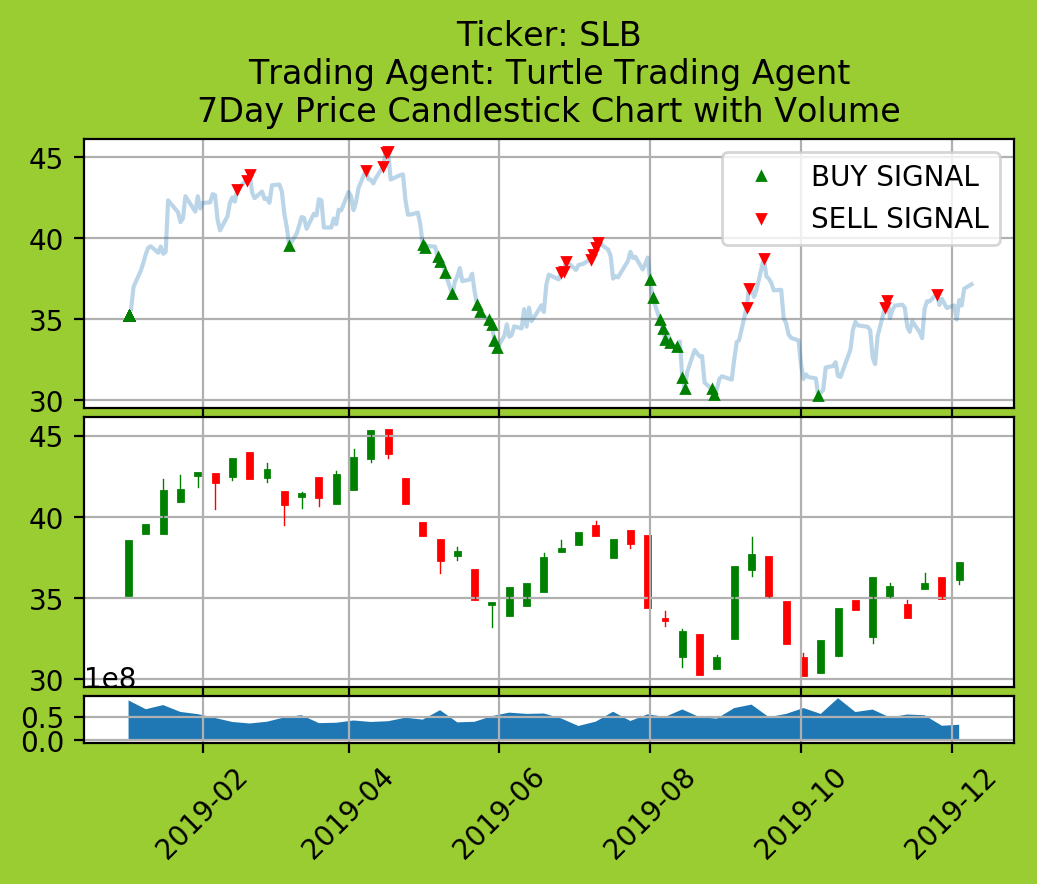 Ticker: SLB
Trading Agent: Turtle Trading Agent
7Day Price Candlestick Chart with Volume
45
40
35
30
BUY SIGNAL
SELL SIGNAL
45
40
35
30
1e8
0.5
0.0
2019-02
2019-04
2019-06
2019-08
2019-10
2019-12